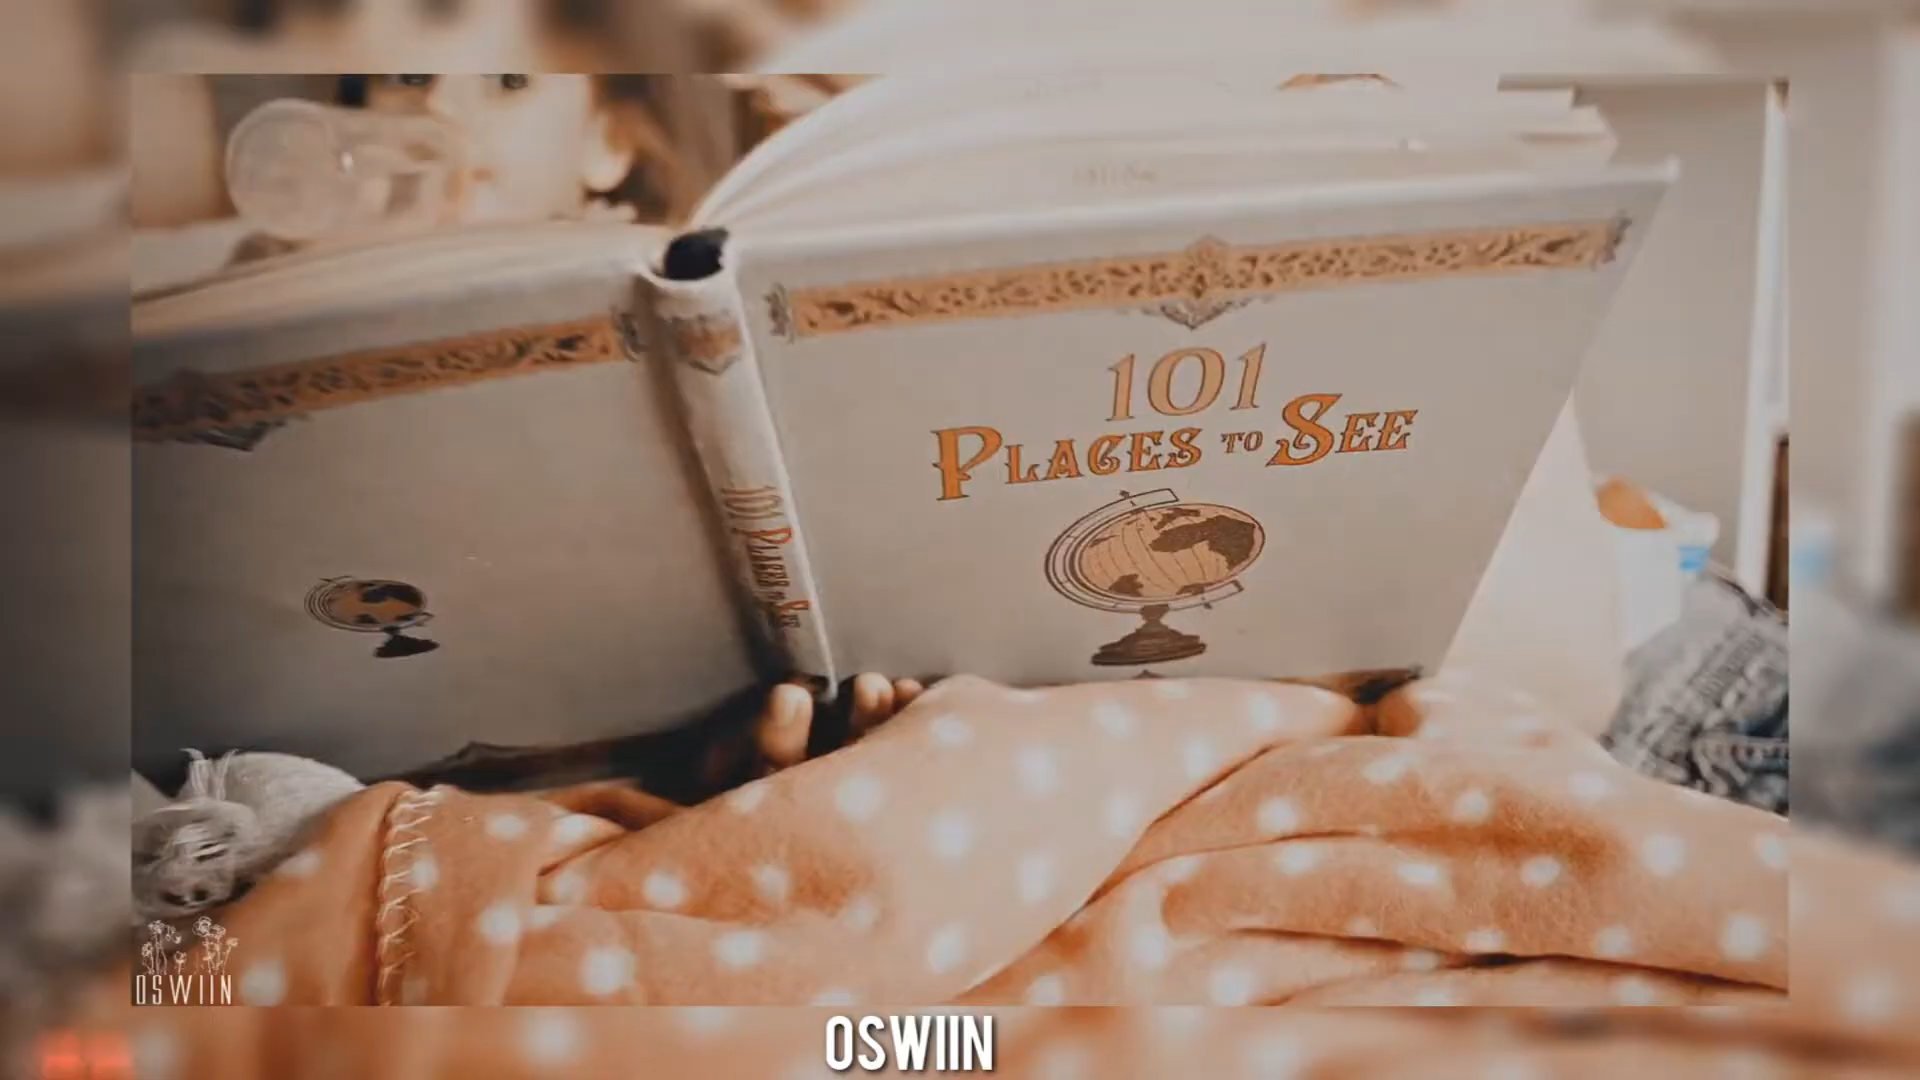 101
PLACES TO SEE
101 PLACES TO SEE
OSWIIN
OSWIIN